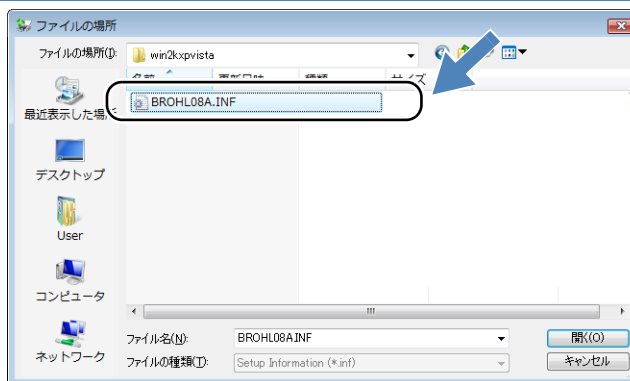 ファイルの場所
ファイルの場所(I):
win2kxpvista
サイズ
BROHL08A.INF
最近表示した場
デスクトップ
User
コンピュータ
ネットワーク
ファイル名(N):
BROHL08A.INF
開く(O)
ファイルの種類(T):
Setup Information (*.inf)
キャンセル